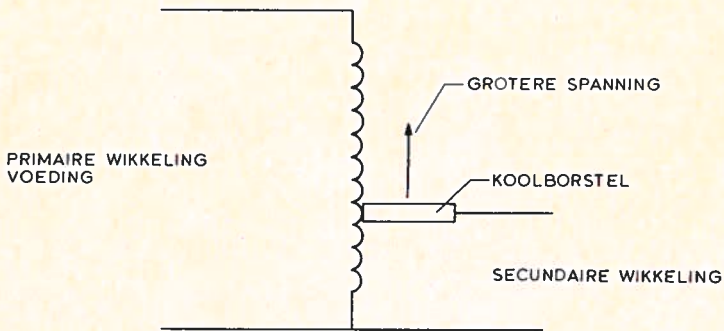 GROTERE SPANNING
PRIMAIRE WIKKELING
VOEDING
KOOLBORSTEL
SECUNDAIRE WIKKELING